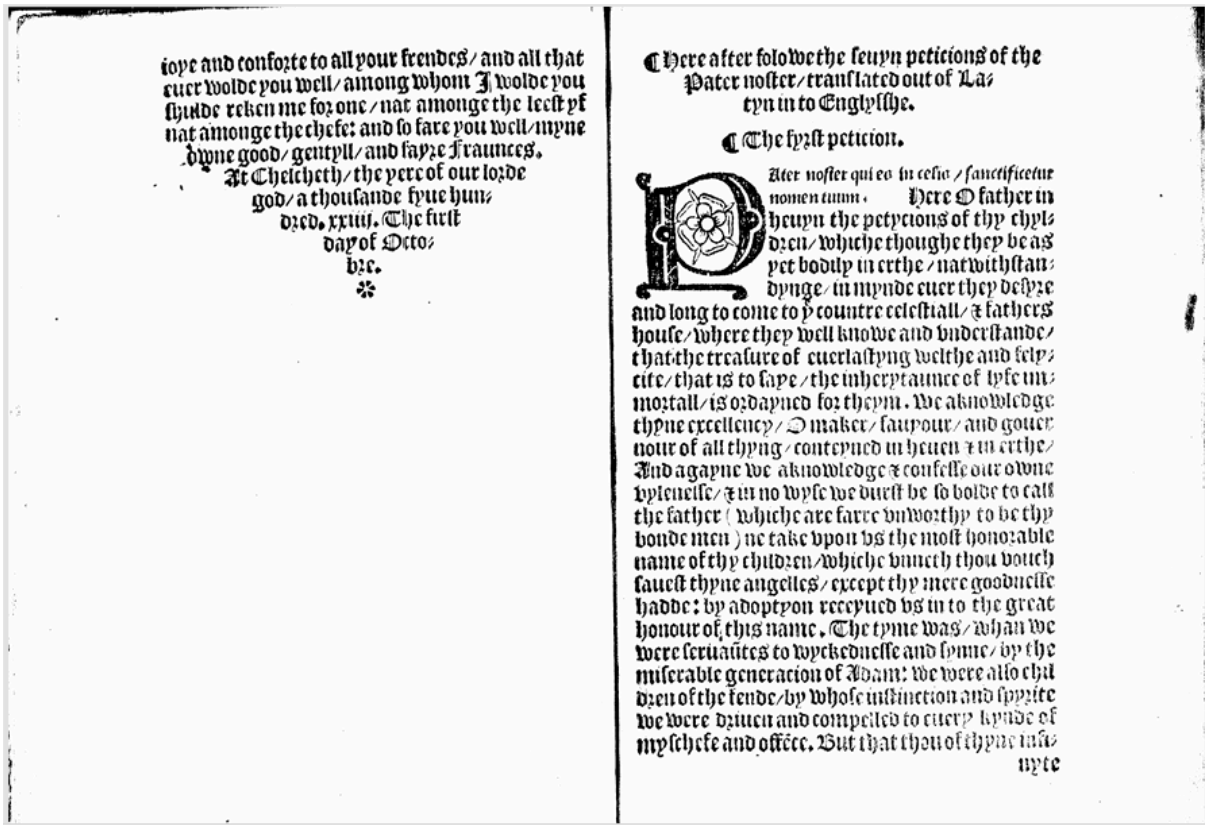 ioye and conforte to all your frendes/ and all that
euer wolde you well/ among whom I wolde you
shulde reken me for one/ nat amonge the leest yf
nat amonge the chefe: and so fare you well/ myne
owne good/ gentyll/ and fayre Fraunces.
At Chelcheth/ the yere of our lorde
god/ a thousande fyue hun⸗
dred. xxiiii. The first
day of Octo⸗
bre.
¶ Here after folowe the seuyn peticions of the
Pater noster/ translated out of La⸗
tyn in to Englysshe.
¶ The fyrst peticion.
PAter noster qui es in celis / sanctificetur
nomen tuum. Here O father in
heuyn the petycions of thy chyl⸗
dren/ whiche thoughe they be as
yet bodily in erthe / natwithstan⸗
dynge/ in mynde euer they desyre
and long to come to yͤ countre celestiall/ ⁊ fathers
house/ where they well knowe and vnderstande/
that the treasure of euerlastyng welthe and fely⸗
cite/ that is to saye/ the inherytaunce of lyfe im⸗
mortall/ is ordayned for theym. We aknowledge
thyne excellency/ O maker/ sauyour/ and gouer
nour of all thyng/ conteyned in heuen ⁊ in erthe/
And agayne we aknowledge ⁊ confesse our owne
vylenesse/ ⁊ in no wyse we durst be so bolde to call
the father ( whiche are farre vnworthy to be thy
bonde men ) ne take vpon vs the most honorable
name of thy children/ whiche vnneth thou vouch
sauest thyne angelles/ except thy mere goodnesse
hadde: by adoptyon receyued vs in to the great
honour of this name. The tyme was/ whan we
were seruaūtes to wyckednesse and synne/ by the
miserable generacion of Adam: we were also chil
dren of the fende/ by whose instinction and spyrite
we were driuen and compelled to euery kynde of
myschefe and offēce. But that thou of thyne infi⸗
nyte